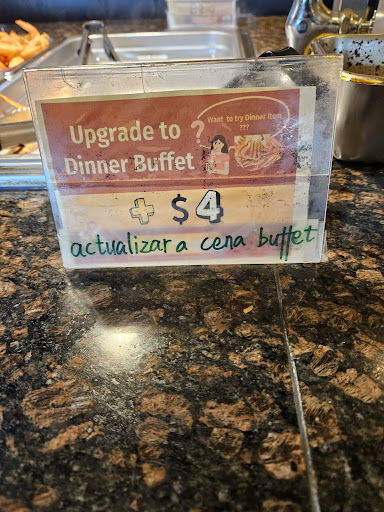 Want to try Dinner Item
???
?
Upgrade to
Dinner Buffet
+ $4
actualizar a cena buffet